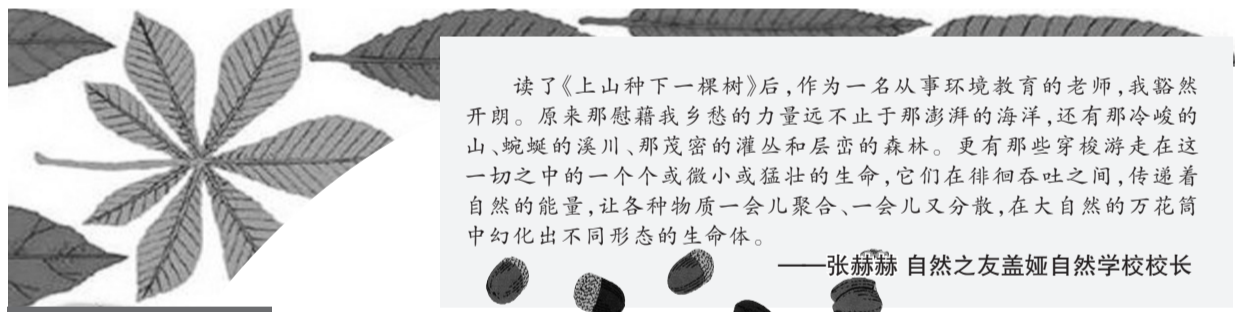 读了《上山种下一棵树》后，作为一名从事环境教育的老师，我豁然
开朗。原来那慰藉我乡愁的力量远不止于那澎湃的海洋，还有那冷峻的
山、蜿蜒的溪川、那茂密的灌丛和层峦的森林。更有那些穿梭游走在这
一切之中的一个个或微小或猛壮的生命，它们在徘徊吞吐之间，传递着
自然的能量，让各种物质一会儿聚合、一会儿又分散，在大自然的万花筒
中幻化出不同形态的生命体。
——张赫赫 自然之友盖娅自然学校校长